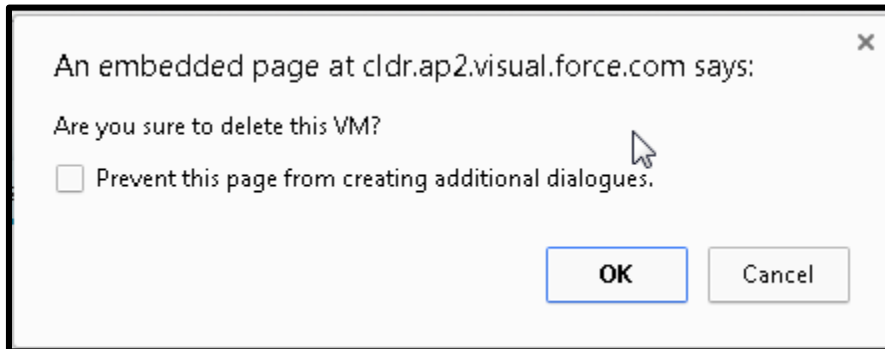 An embedded page at cldr.ap2.visual.force.com says:
Are you sure to delete this VM?
Prevent this page from creating additional dialogues.
OK Cancel